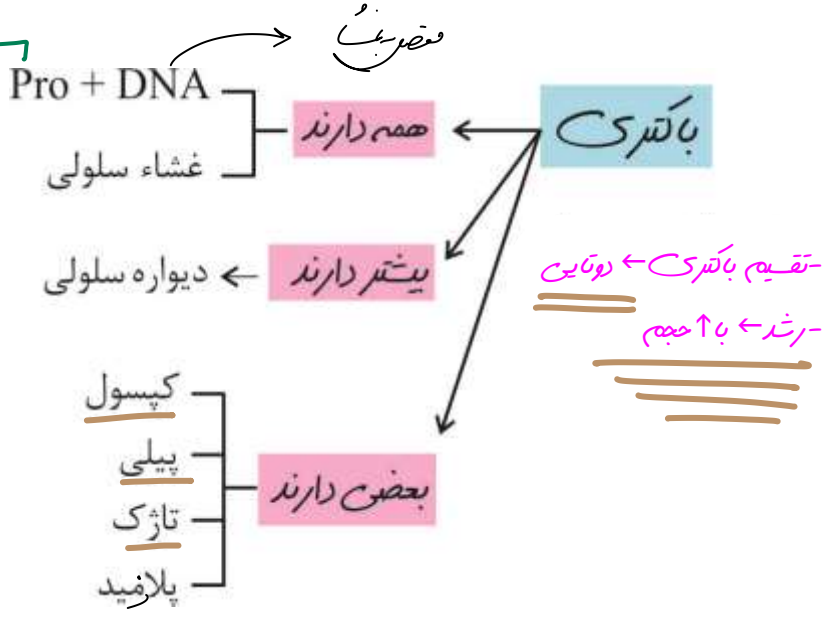 Pro + DNA
باکتری
همه دارند
غشاء سلولی
بیشتر دارند ← دیواره سلولی
-تقسیم باکتری ← دوتایی
-رشد ← با ↑ حجم
بعضی دارند
کپسول
پیلی
تاژک
پلازمید